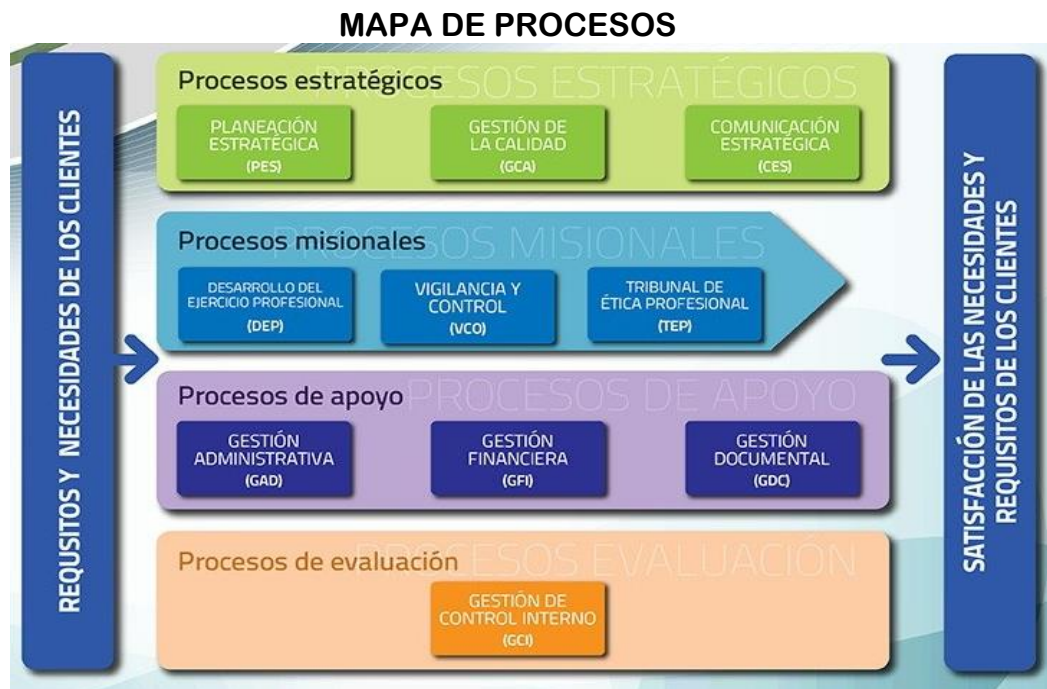 MAPA DE PROCESOS
REQUSITOS Y NECESIDADES DE LOS CLIENTES
PROCESOS ESTRATÉGICOS
Procesos estratégicos
PLANEACIÓN
ESTRATÉGICA
(PES)
GESTIÓN DE
LA CALIDAD
(GCA)
COMUNICACIÓN
ESTRATÉGICA
(CES)
PROCESOS MISIONALES
Procesos misionales
DESARROLLO DEL
EJERCICIO PROFESIONAL
(DEP)
VIGILANCIA Y
CONTROL
(VCO)
TRIBUNAL DE
ÉTICA PROFESIONAL
(TEP)
PROCESOS DE APOYO
Procesos de apoyo
GESTIÓN
ADMINISTRATIVA
(GAD)
GESTIÓN
FINANCIERA
(GFI)
GESTIÓN
DOCUMENTAL
(GDC)
PROCESOS EVALUACIÓN
Procesos de evaluación
GESTIÓN DE
CONTROL INTERNO
(GCI)
SATISFACCIÓN DE LAS NECESIDADES Y
REQUISITOS DE LOS CLIENTES